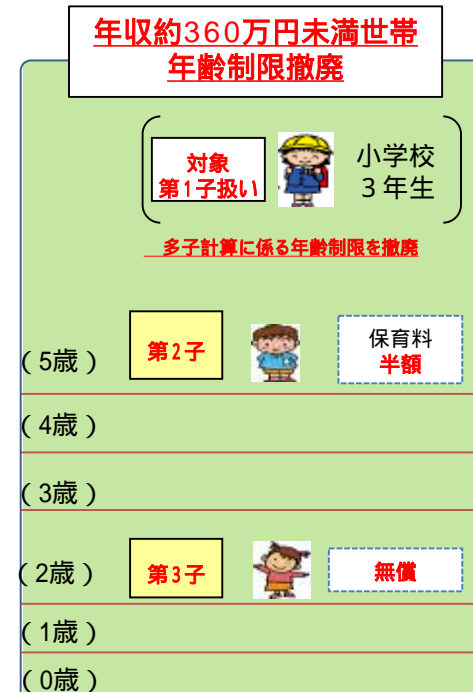 年収約360万円未満世帯
年齢制限撤廃
対象
第1子扱い
小学校
3年生
多子計算に係る年齢制限を撤廃
(5歳)
第2子
保育料
半額
(4歳)
(3歳)
(2歳)
第3子
無償
(1歳)
(0歳)